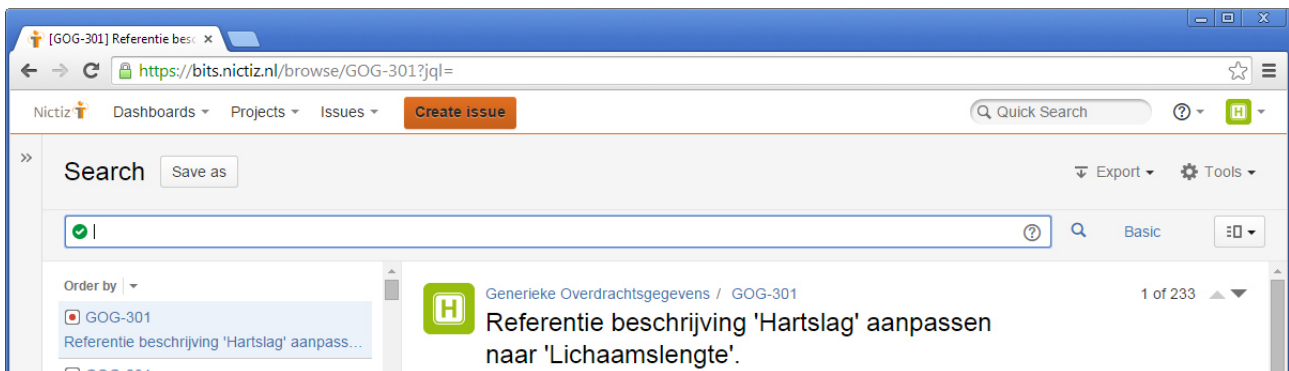 [GOG-301] Referentie besc
https://bits.nictiz.nl/browse/GOG-301?jql=
Nictiz Dashboards Projects Issues Create issue Quick Search
Search Save as Export Tools
Basic
Order by
GOG-301
Referentie beschrijving 'Hartslag' aanpass...
Generieke Overdrachtsgegevens / GOG-301 1 of 233
Referentie beschrijving 'Hartslag' aanpassen
naar 'Lichaamslengte'.